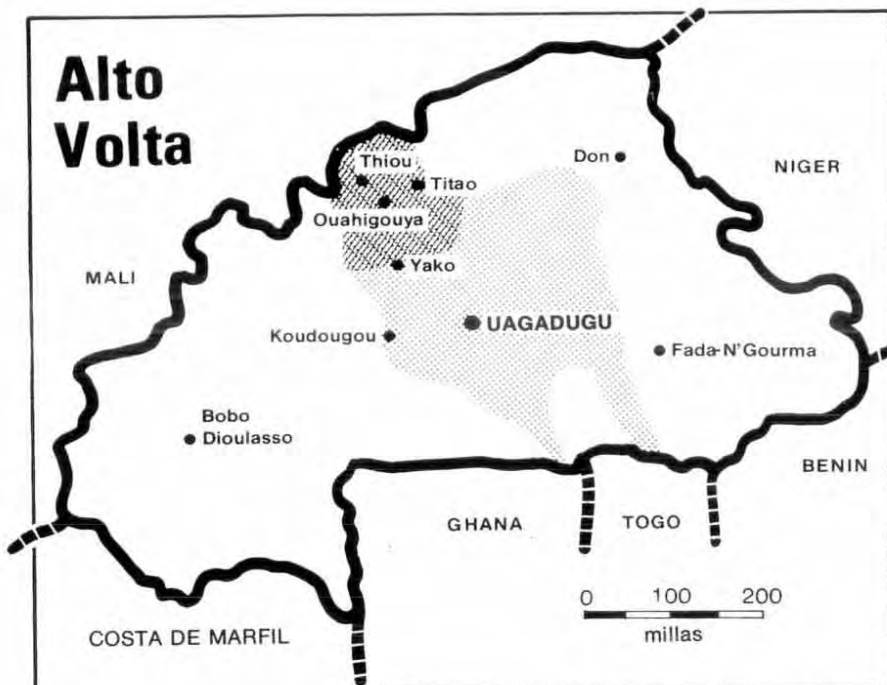 Alto
Volta
Thiou
Titao
Ouahigouya
Yako
Don
NIGER
MALI
Koudougou
UAGADUGU
Fada-N'Gourma
Bobo
Dioulasso
BENIN
GHANA
TOGO
0 100 200
millas
COSTA DE MARFIL